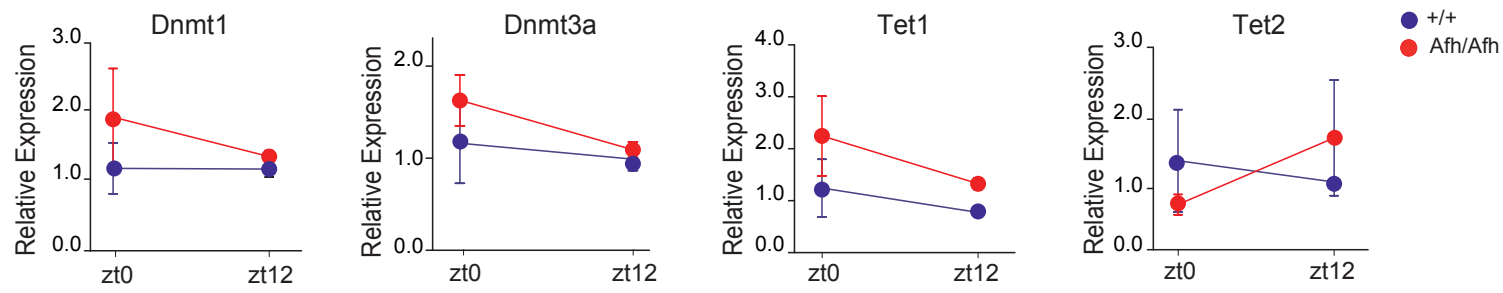 Dnmt1
Relative Expression
3.0
2.0
1.0
0.0
zt0 zt12
Dnmt3a
Relative Expression
2.0
1.0
0.0
zt0 zt12
Tet1
Relative Expression
4.0
3.0
2.0
1.0
0.0
zt0 zt12
Tet2
Relative Expression
3.0
2.0
1.0
0.0
zt0 zt12
+/+
Afh/Afh